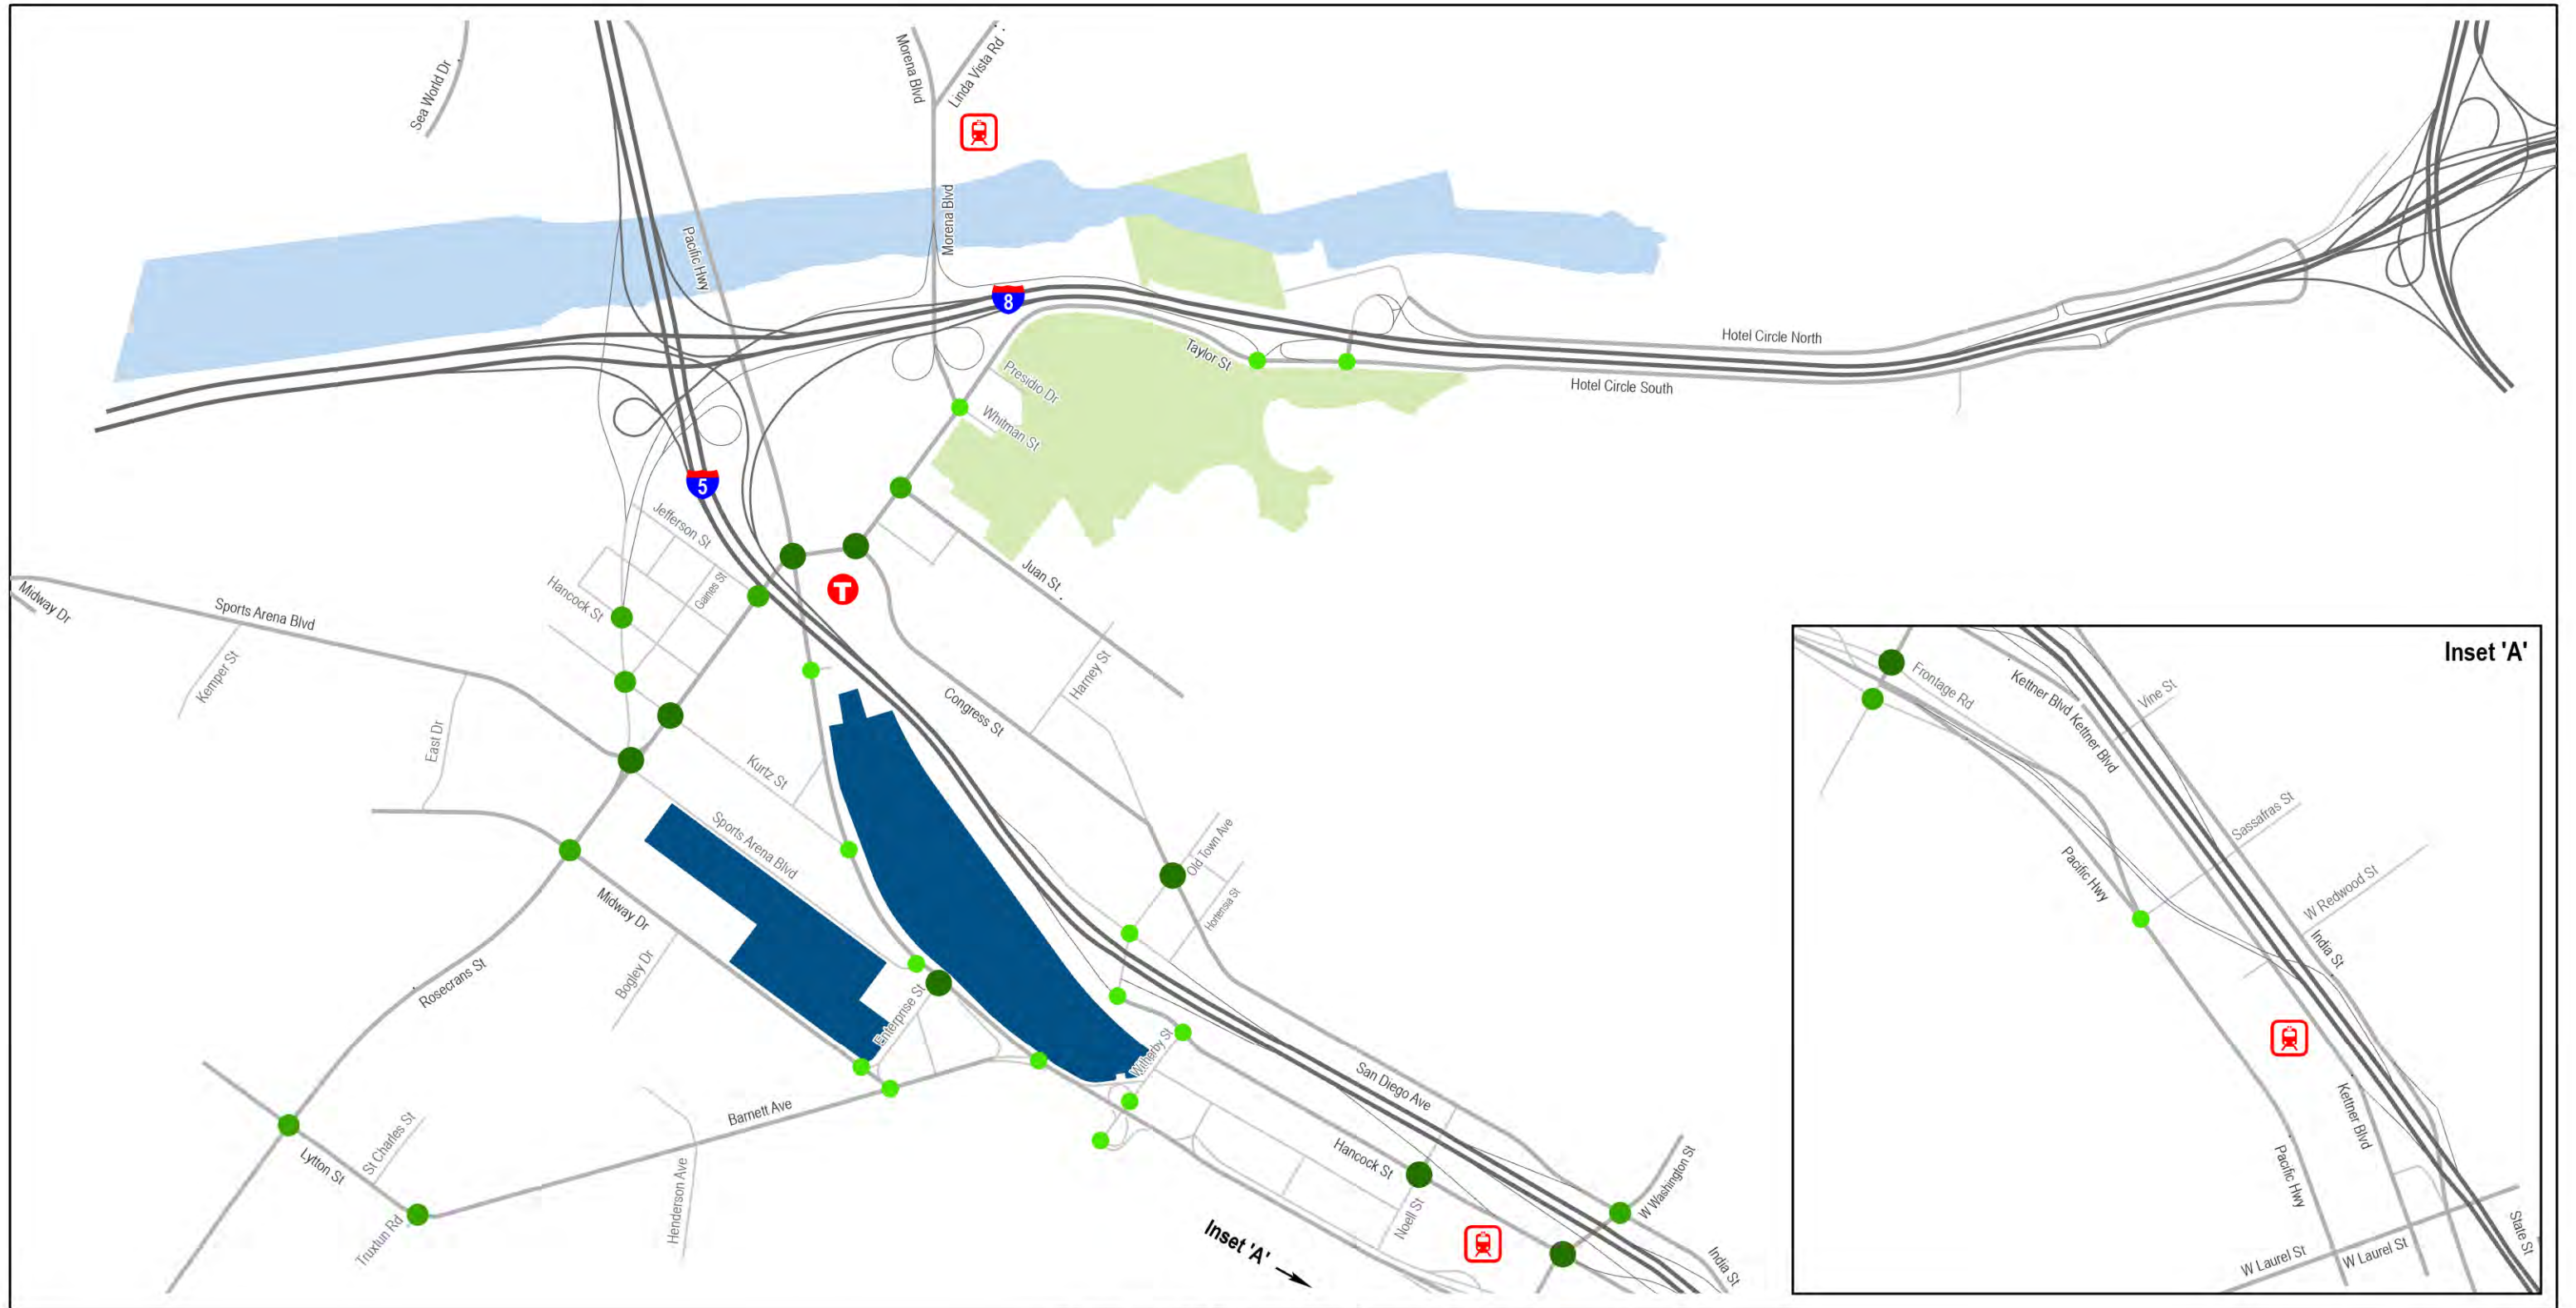 Sea World Dr
Morena Blvd
Linda Vista Rd
Morena Blvd
Pacific Hwy
8
Hotel Circle North
Taylor St
Hotel Circle South
Presidio Dr
Whitman St
5
Jefferson St
Juan St
T
Gaines St
Hancock St
Midway Dr
Sports Arena Blvd
Kemper St
Harney St
Congress St
East Dr
Kurtz St
Sports Arena Blvd
Old Town Ave
Hortensia St
Midway Dr
Rosecrans St
Bogley Dr
Enterprise St
Witherby St
San Diego Ave
Barnett Ave
St Charles St
Lytton St
Hancock St
Henderson Ave
Truxtun Rd
Noell St
W Washington St
India St
Inset 'A'
Inset 'A'
Frontage Rd
Kettner Blvd
Kettner Blvd
Vine St
Sassafras St
Pacific Hwy
W Redwood St
India St
Kettner Blvd
Pacific Hwy
State St
W Laurel St
W Laurel St